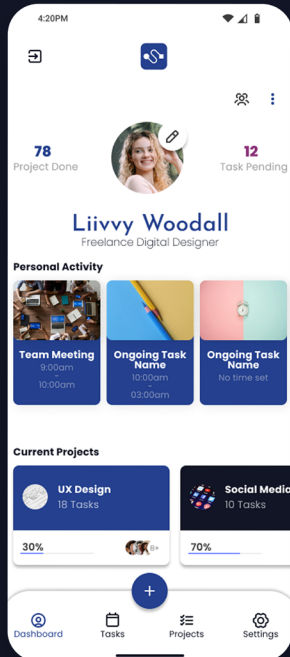 4:20PM
78
Project Done
12
Task Pending
Liivvy Woodall
Freelance Digital Designer
Personal Activity
Team Meeting
9:00am
-
10:00am
Ongoing Task
Name
10:00am
-
03:00am
Ongoing Task
Name
No time set
Current Projects
UX Design
18 Tasks
30%
8+
Social Media
10 Tasks
70%
+
Dashboard
Tasks
Projects
Settings